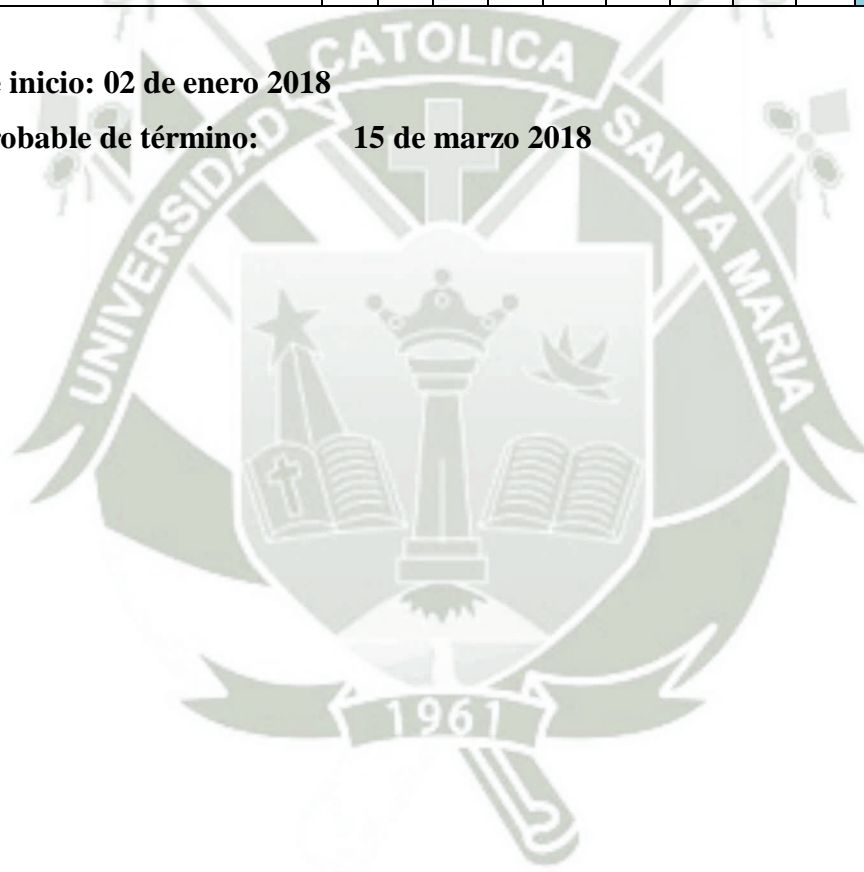 inicio: 02 de enero 2018
robable de término: 15 de marzo 2018
UNIVERSIDAD CATOLICA SANTA MARIA
1961